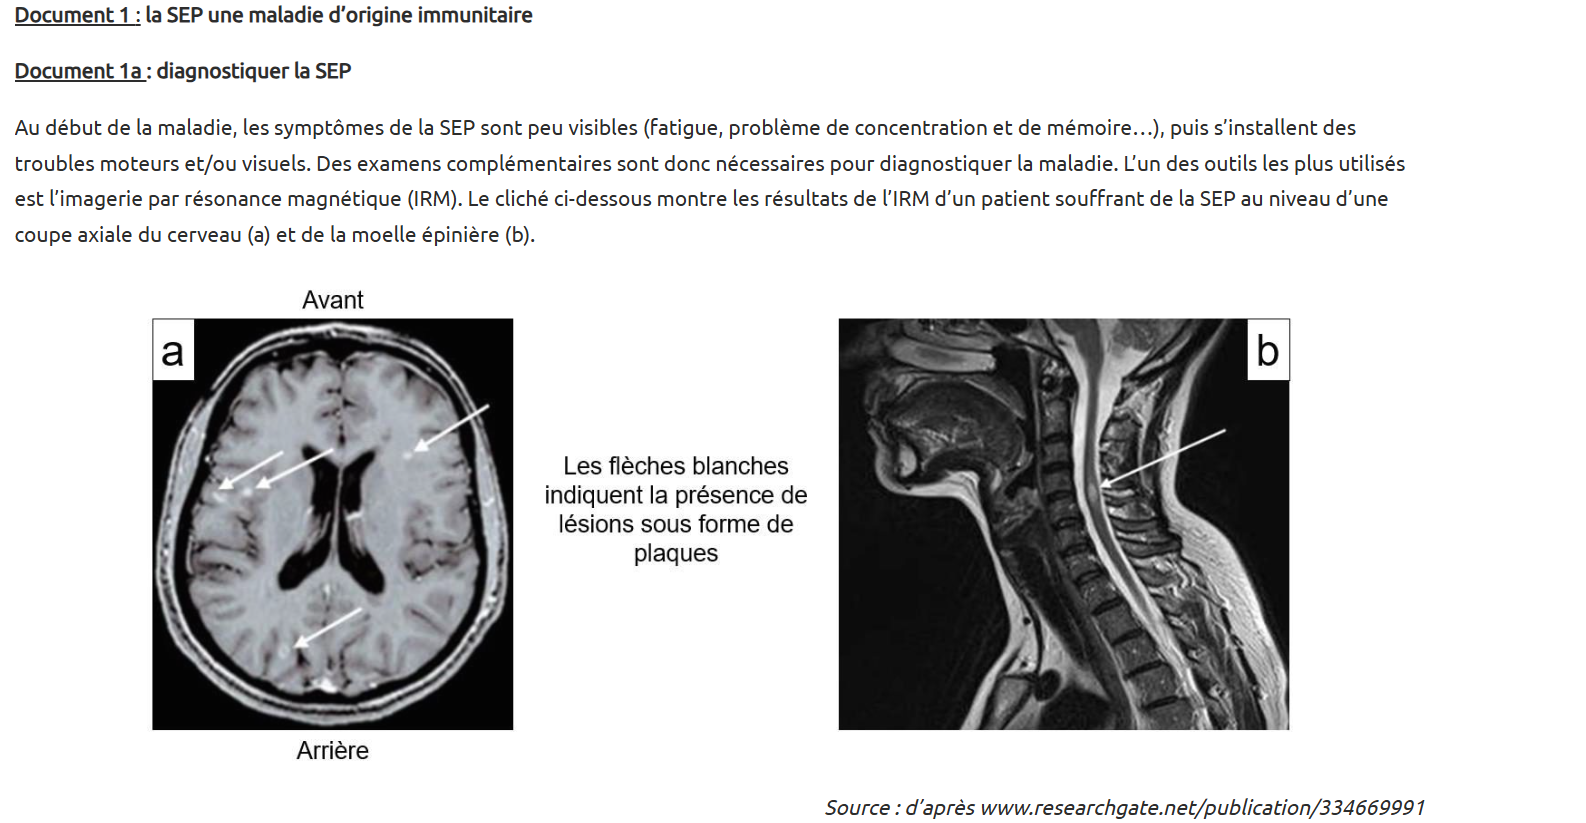 Document 1 : la SEP une maladie d’origine immunitaire
Document 1a : diagnostiquer la SEP
Au début de la maladie, les symptômes de la SEP sont peu visibles (fatigue, problème de concentration et de mémoire…), puis s’installent des
troubles moteurs et/ou visuels. Des examens complémentaires sont donc nécessaires pour diagnostiquer la maladie. L’un des outils les plus utilisés
est l’imagerie par résonance magnétique (IRM). Le cliché ci-dessous montre les résultats de l’IRM d’un patient souffrant de la SEP au niveau d’une
coupe axiale du cerveau (a) et de la moelle épinière (b).
Avant
a
b
Les flèches blanches
indiquent la présence de
lésions sous forme de
plaques
Arrière
Source : d’après www.researchgate.net/publication/334669991